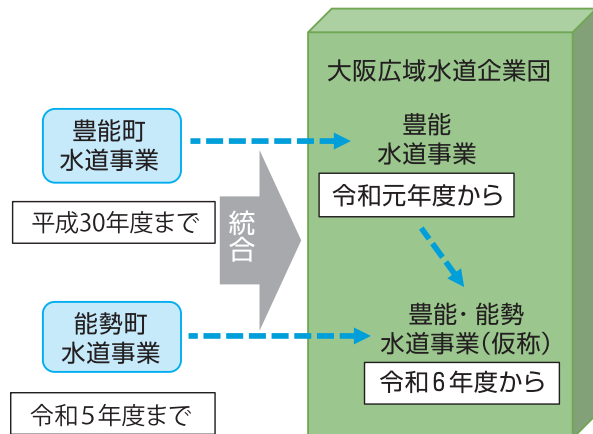 大阪広域水道企業団
豊能町
水道事業
平成30年度まで
統合
豊能
水道事業
令和元年度から
能勢町
水道事業
令和5年度まで
豊能・能勢
水道事業(仮称)
令和6年度から